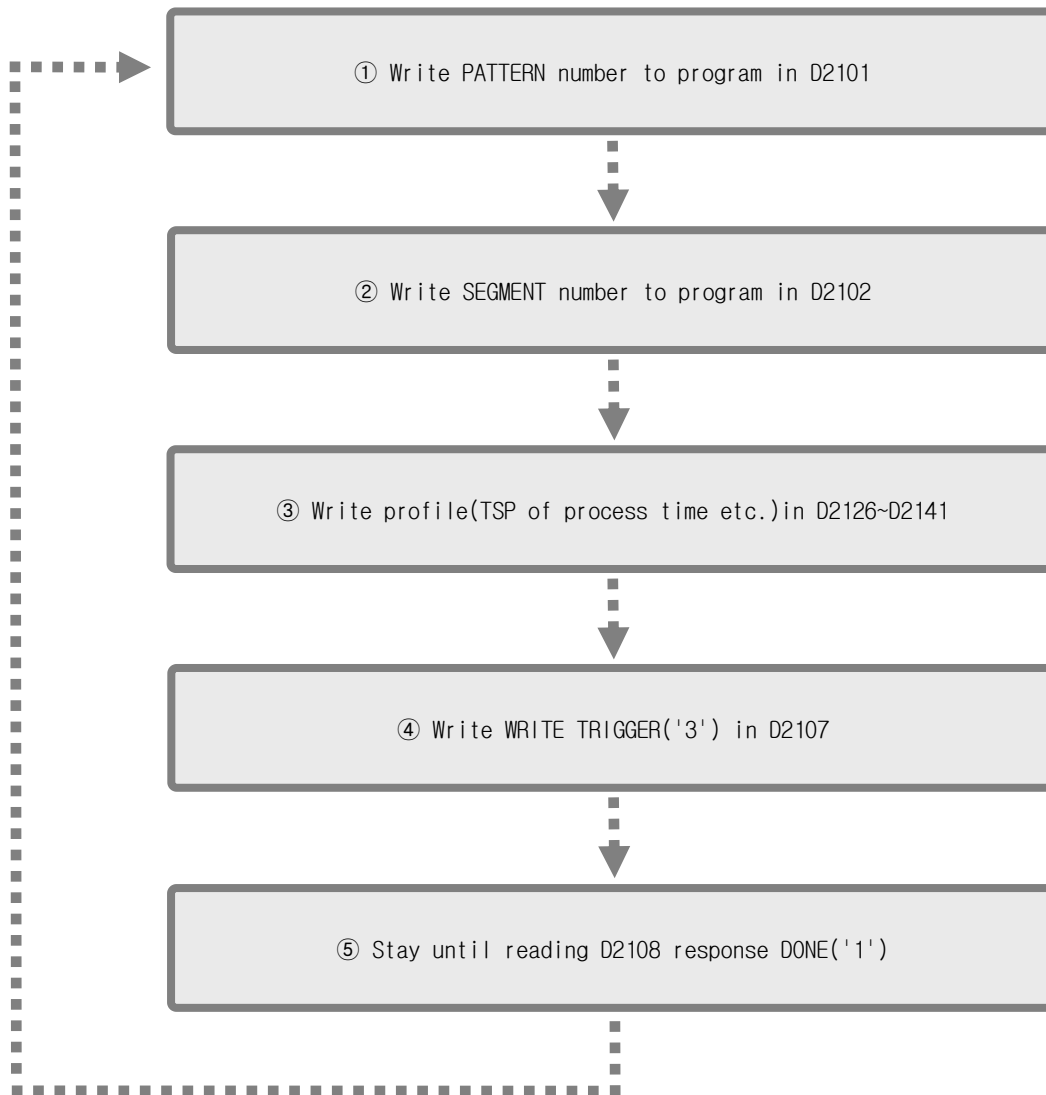 ① Write PATTERN number to program in D2101
② Write SEGMENT number to program in D2102
③ Write profile(TSP of process time etc.)in D2126~D2141
④ Write WRITE TRIGGER('3') in D2107
⑤ Stay until reading D2108 response DONE('1')